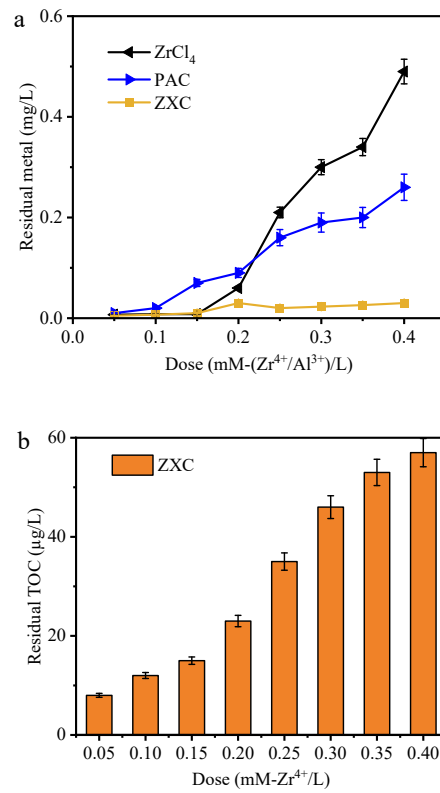 a
ZrCl₄
PAC
ZXC
Residual metal (mg/L)
0.6
0.4
0.2
0.0
0.0 0.1 0.2 0.3 0.4
Dose (mM-(Zr⁴⁺/Al³⁺)/L)
b
ZXC
Residual TOC (µg/L)
60
40
20
0
0.05 0.10 0.15 0.20 0.25 0.30 0.35 0.40
Dose (mM-Zr⁴⁺/L)